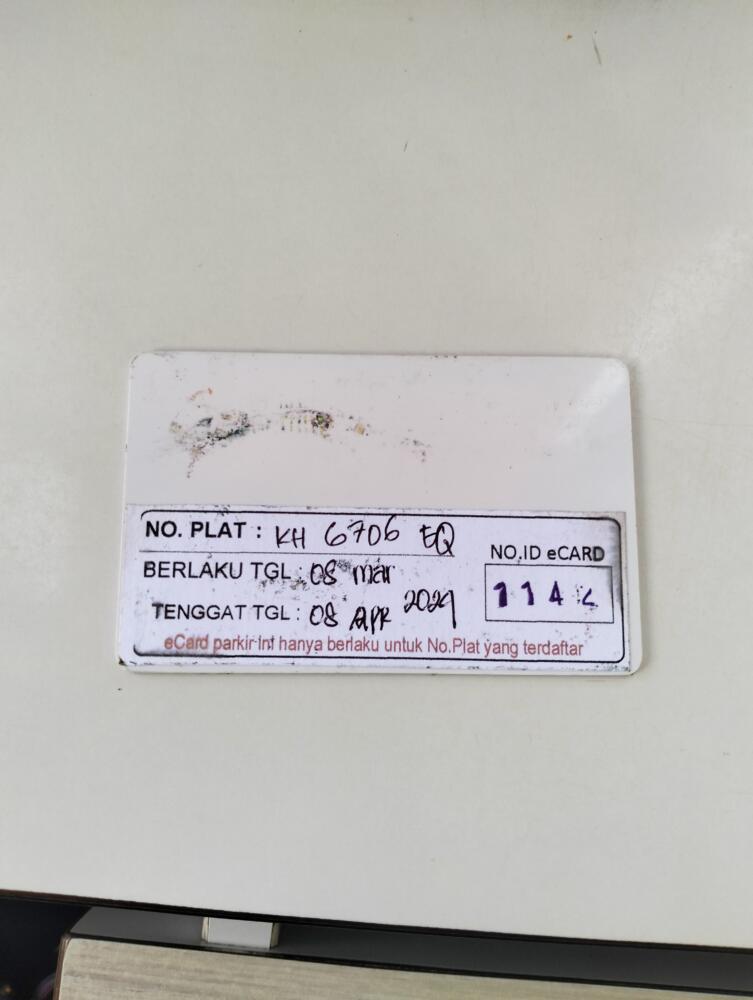 NO. PLAT : KH 6706 EQ
BERLAKU TGL : 08 mar
TENGGAT TGL : 08 APR 2024
NO.ID eCARD
114
eCard parkir ini hanya berlaku untuk No.Plat yang terdaftar